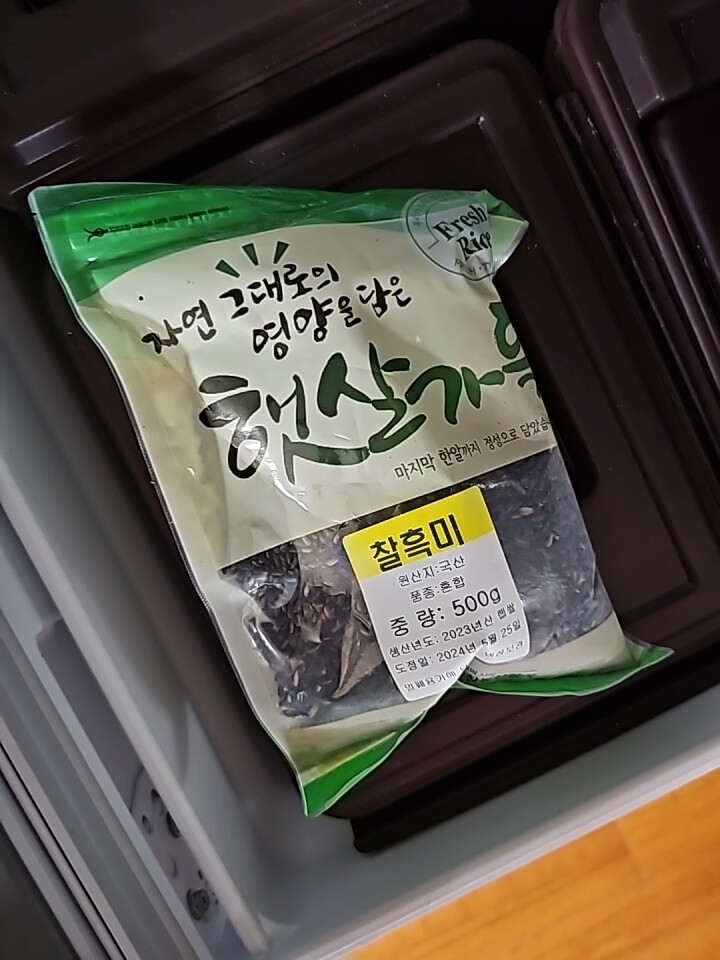 Fresh
Rice
자연 그대로의
영양을 담은
햇살가득
마지막 한알까지 정성으로 담았습
찰흑미
원산지:국산
품종:혼합
중 량: 500g
생산년도: 2023년산 햅쌀
도정일: 2024년 5월 25일